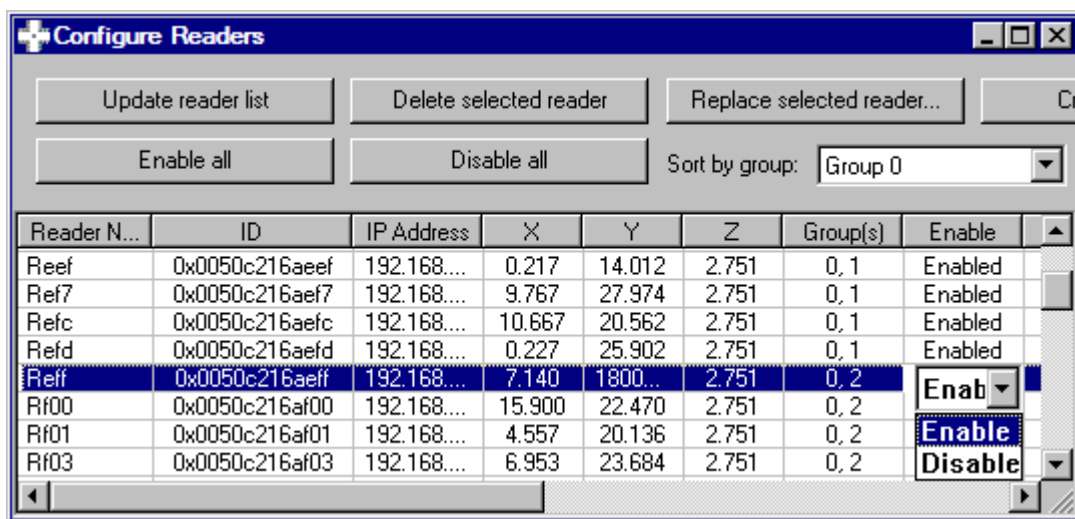 Configure Readers
Update reader list Delete selected reader Replace selected reader...
Enable all Disable all Sort by group: Group 0
Reader N... ID IP Address X Y Z Group(s) Enable
Reef 0x0050c216aeef 192.168.... 0.217 14.012 2.751 0, 1 Enabled
Ref7 0x0050c216aef7 192.168.... 9.767 27.974 2.751 0, 1 Enabled
Refc 0x0050c216aefc 192.168.... 10.667 20.562 2.751 0, 1 Enabled
Refd 0x0050c216aefd 192.168.... 0.227 25.902 2.751 0, 1 Enabled
Reff 0x0050c216aeff 192.168.... 7.140 1800... 2.751 0, 2 Enab
Rf00 0x0050c216af00 192.168.... 15.900 22.470 2.751 0, 2
Rf01 0x0050c216af01 192.168.... 4.557 20.136 2.751 0, 2 Enable
Rf03 0x0050c216af03 192.168.... 6.953 23.684 2.751 0, 2 Disable